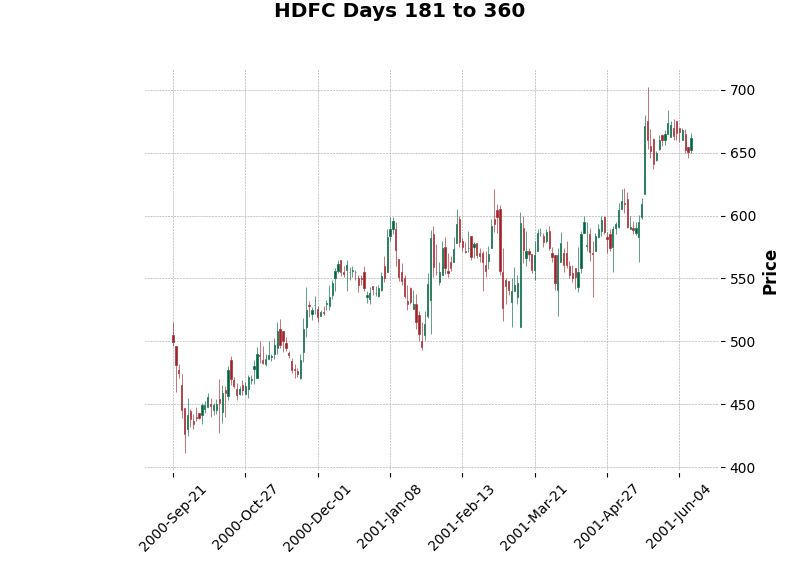 HDFC Days 181 to 360
700
650
600
550
500
450
400
Price
2000-Sep-21
2000-Oct-27
2000-Dec-01
2001-Jan-08
2001-Feb-13
2001-Mar-21
2001-Apr-27
2001-Jun-04